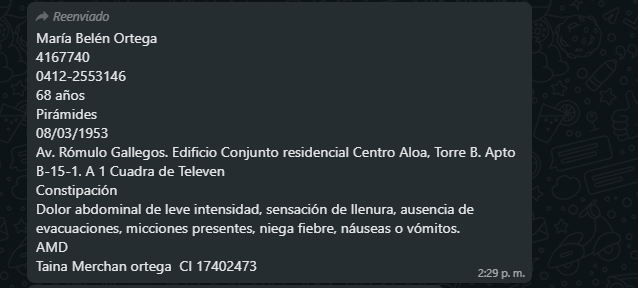 Reenviado
María Belén Ortega
4167740
0412-2553146
68 años
Pirámides
08/03/1953
Av. Rómulo Gallegos. Edificio Conjunto residencial Centro Aloa, Torre B. Apto
B-15-1. A 1 Cuadra de Televen
Constipación
Dolor abdominal de leve intensidad, sensación de llenura, ausencia de
evacuaciones, micciones presentes, niega fiebre, náuseas o vómitos.
AMD
Taina Merchan ortega  CI 17402473
2:29 p. m.